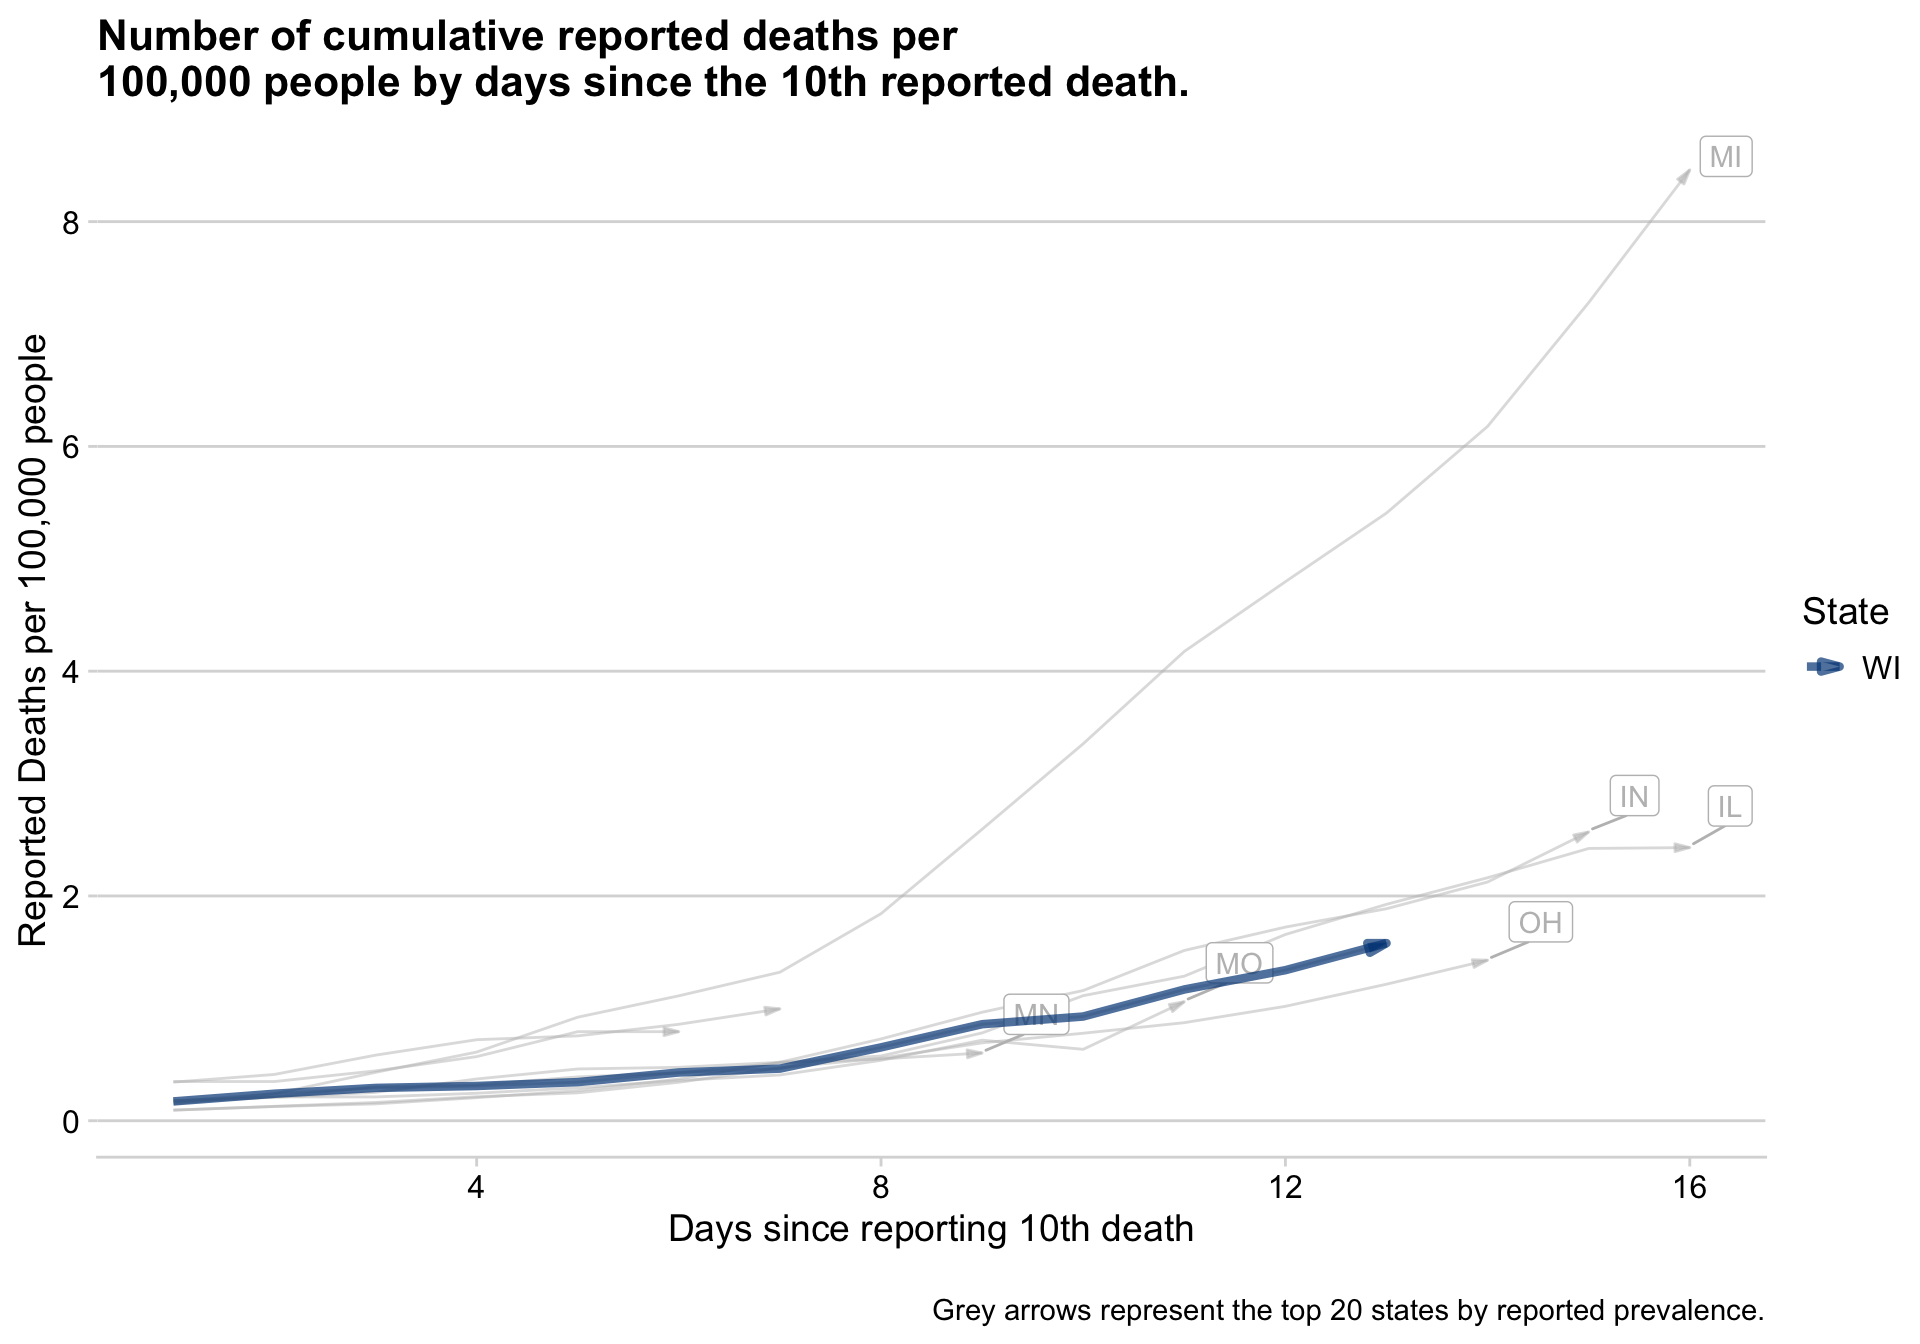 Number of cumulative reported deaths per
100,000 people by days since the 10th reported death.
Reported Deaths per 100,000 people
8
6
4
2
0
MI
IN
IL
OH
MO
MN
State
WI
4
8
12
16
Days since reporting 10th death
Grey arrows represent the top 20 states by reported prevalence.